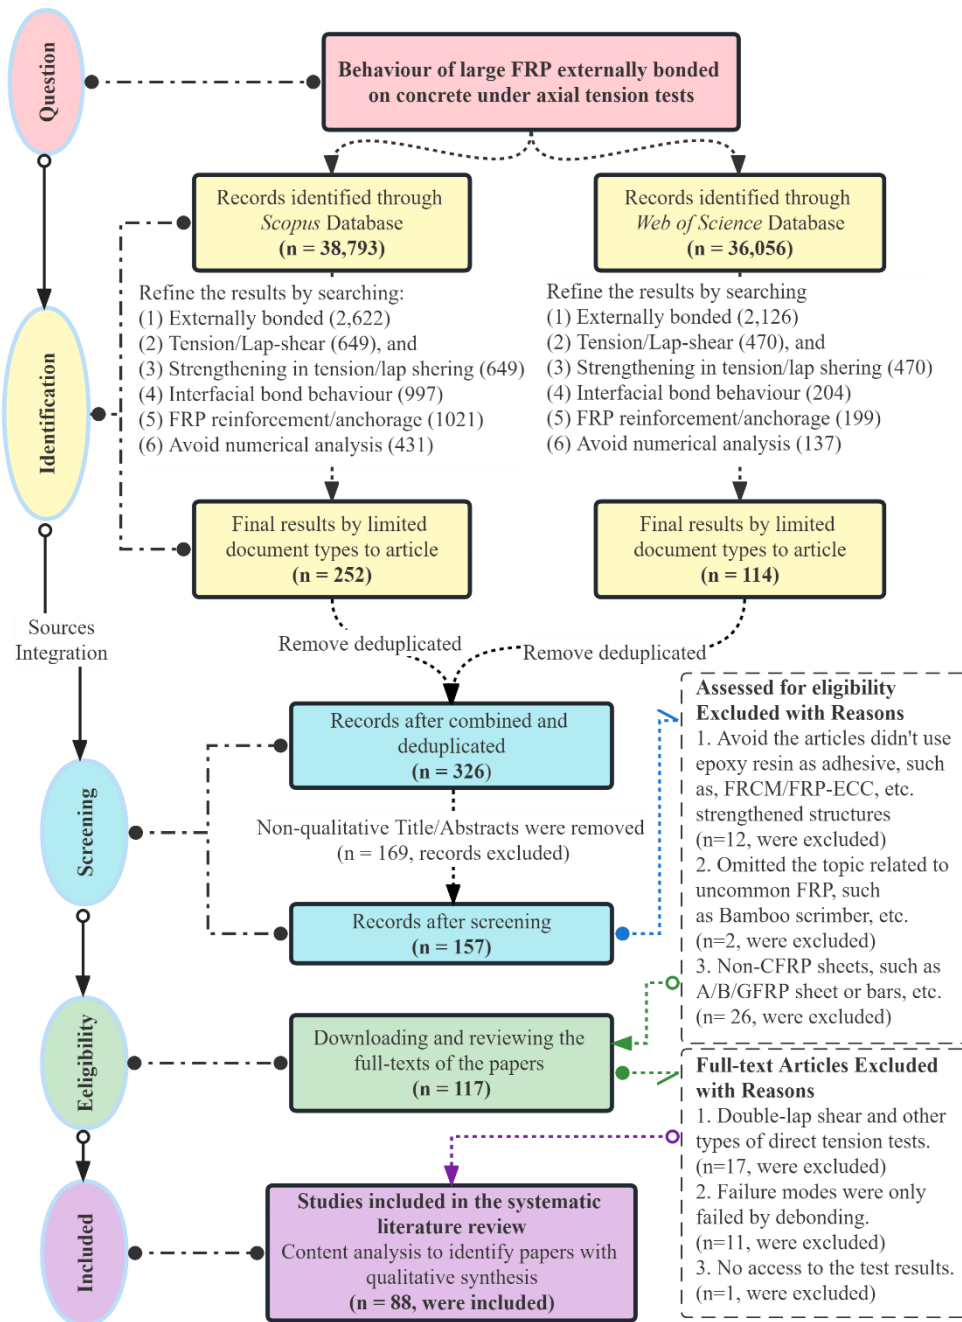 Question
Behaviour of large FRP externally bonded
on concrete under axial tension tests
Identification
Records identified through
Scopus Database
(n = 38,793)
Records identified through
Web of Science Database
(n = 36,056)
Refine the results by searching:
(1) Externally bonded (2,622)
(2) Tension/Lap-shear (649), and
(3) Strengthening in tension/lap shering (649)
(4) Interfacial bond behaviour (997)
(5) FRP reinforcement/anchorage (1021)
(6) Avoid numerical analysis (431)
Refine the results by searching
(1) Externally bonded (2,126)
(2) Tension/Lap-shear (470), and
(3) Strengthening in tension/lap shering (470)
(4) Interfacial bond behaviour (204)
(5) FRP reinforcement/anchorage (199)
(6) Avoid numerical analysis (137)
Final results by limited
document types to article
(n = 252)
Final results by limited
document types to article
(n = 114)
Sources
Integration
Remove deduplicated
Remove deduplicated
Screening
Records after combined and
deduplicated
(n = 326)
Non-qualitative Title/Abstracts were removed
(n = 169, records excluded)
Records after screening
(n = 157)
Assessed for eligibility
Excluded with Reasons
1. Avoid the articles didn't use
epoxy resin as adhesive, such
as, FRCM/FRP-ECC, etc.
strengthened structures
(n=12, were excluded)
2. Omitted the topic related to
uncommon FRP, such
as Bamboo scrimber, etc.
(n=2, were excluded)
3. Non-CFRP sheets, such as
A/B/GFRP sheet or bars, etc.
(n= 26, were excluded)
Eeligibility
Downloading and reviewing the
full-texts of the papers
(n = 117)
Full-text Articles Excluded
with Reasons
1. Double-lap shear and other
types of direct tension tests.
(n=17, were excluded)
2. Failure modes were only
failed by debonding.
(n=11, were excluded)
3. No access to the test results.
(n=1, were excluded)
Included
Studies included in the systematic
literature review
Content analysis to identify papers with
qualitative synthesis
(n = 88, were included)